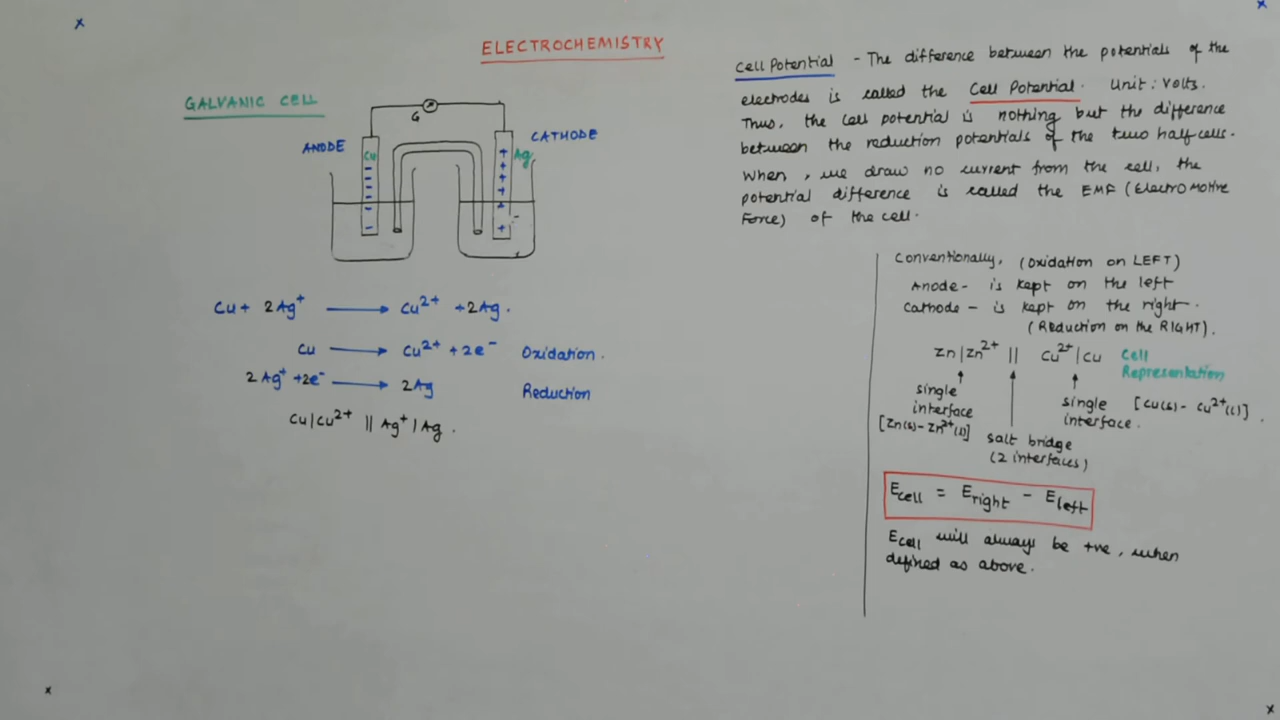 ELECTROCHEMISTRY
GALVANIC CELL
G
ANODE
CATHODE
Cu
Ag
Cu + 2Ag⁺ ⟶ Cu²⁺ + 2Ag.
Cu ⟶ Cu²⁺ + 2e⁻ Oxidation.
2Ag⁺ + 2e⁻ ⟶ 2Ag Reduction
Cu|Cu²⁺ || Ag⁺|Ag.
Cell Potential - The difference between the potentials of the
electrodes is called the Cell Potential. Unit: Volts.
Thus, the cell potential is nothing but the difference
between the reduction potentials of the two half cells.
When, we draw no current from the cell, the
potential difference is called the EMF (Electro Motive
Force) of the cell.
Conventionally, (Oxidation on LEFT)
Anode - is kept on the left
Cathode - is kept on the right.
(Reduction on the RIGHT).
Zn|Zn²⁺ || Cu²⁺|Cu Cell
Representation
single
interface
[Zn(s) - Zn²⁺(l)]
salt bridge
(2 interfaces)
single
interface.
[Cu(s) - Cu²⁺(l)].
E cell = E right - E left
E cell will always be +ve, when
defined as above.